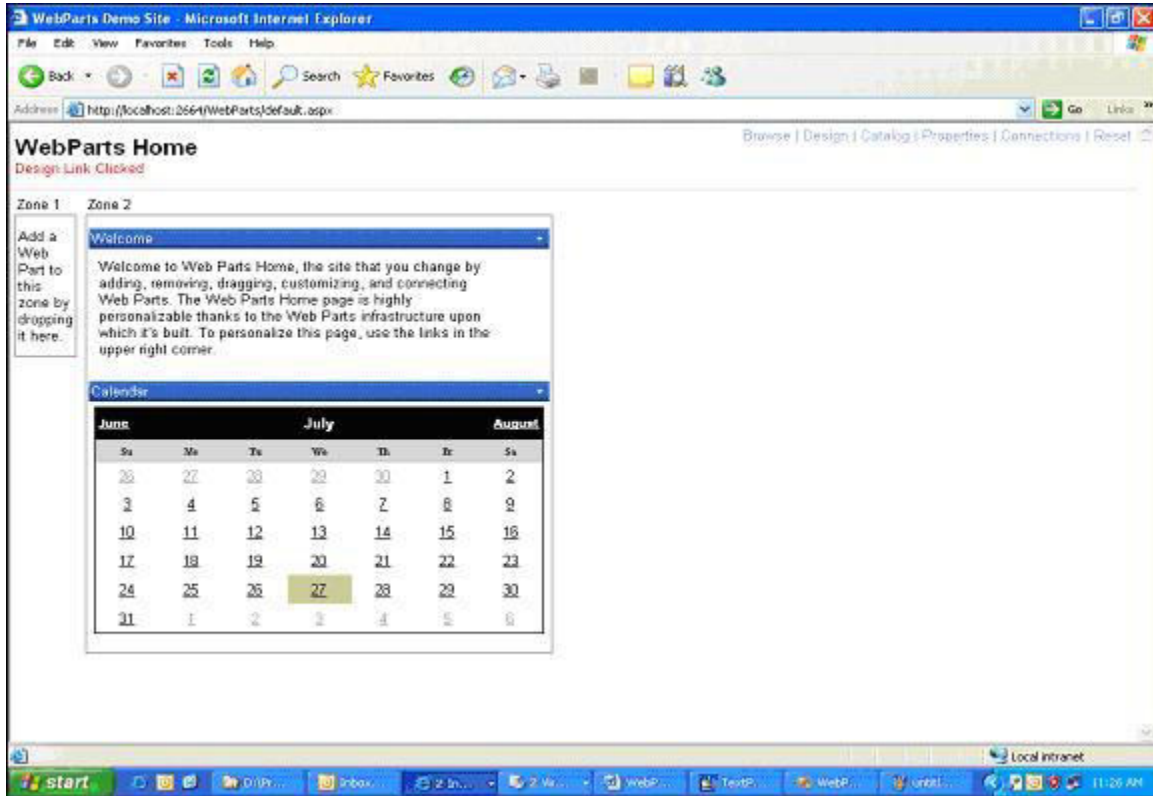 WebParts Demo Site - Microsoft Internet Explorer
File Edit View Favorites Tools Help
Back Search Favorites
Address http://localhost:2664/WebParts/default.aspx Go Links
WebParts Home
Browse | Design | Catalog | Properties | Connections | Reset
Design Link Clicked
Zone 1 Zone 2
Add a
Web
Part to
this
zone by
dropping
it here.
Welcome
Welcome to Web Parts Home, the site that you change by
adding, removing, dragging, customizing, and connecting
Web Parts. The Web Parts Home page is highly
personalizable thanks to the Web Parts infrastructure upon
which it's built. To personalize this page, use the links in the
upper right corner.
Calendar
June July August
Su Mo Tu We Th Fr Sa
26 27 28 29 30 1 2
3 4 5 6 7 8 9
10 11 12 13 14 15 16
17 18 19 20 21 22 23
24 25 26 27 28 29 30
31 1 2 3 4 5 6
Local intranet
start Inbox... 2 In... WebP... TextP... WebP... untitl... 11:26 AM